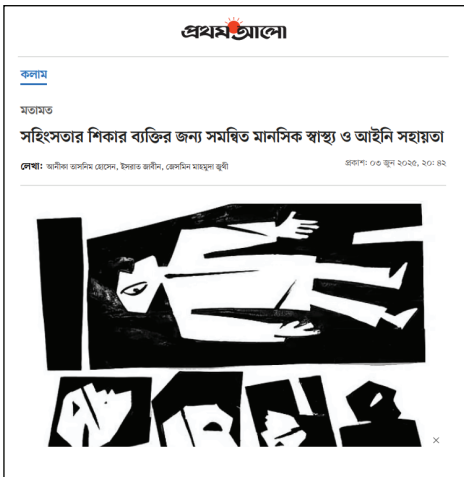 প্রথম আলো
কলাম
মতামত
সহিংসতার শিকার ব্যক্তির জন্য সমন্বিত মানসিক স্বাস্থ্য ও আইনি সহায়তা
লেখা: আনীকা তাসনিম হোসেন, ইসরাত জাবীন, জেসমিন মাহমুদা জুথী
প্রকাশ: ০৩ জুন ২০২৫, ২০: ৪২